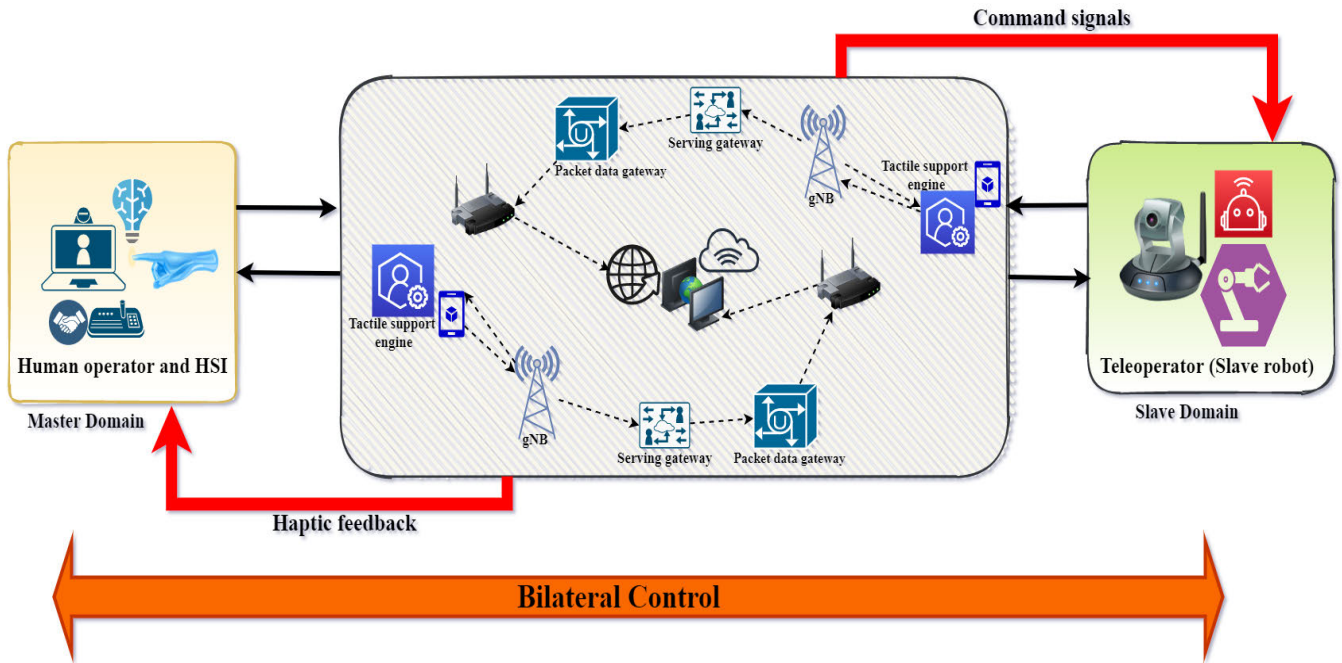 Command signals
Serving gateway
Packet data gateway
gNB
Tactile support
engine
U
Tactile support
engine
Human operator and HSI
Teleoperator (Slave robot)
Master Domain
Slave Domain
gNB
Serving gateway
U
Packet data gateway
Haptic feedback
Bilateral Control